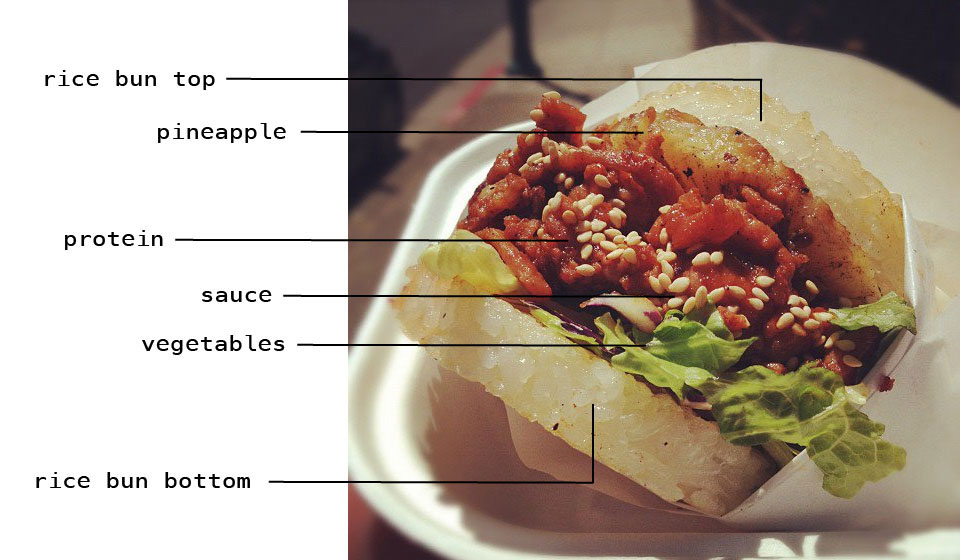 rice bun top
pineapple
protein
sauce
vegetables
rice bun bottom